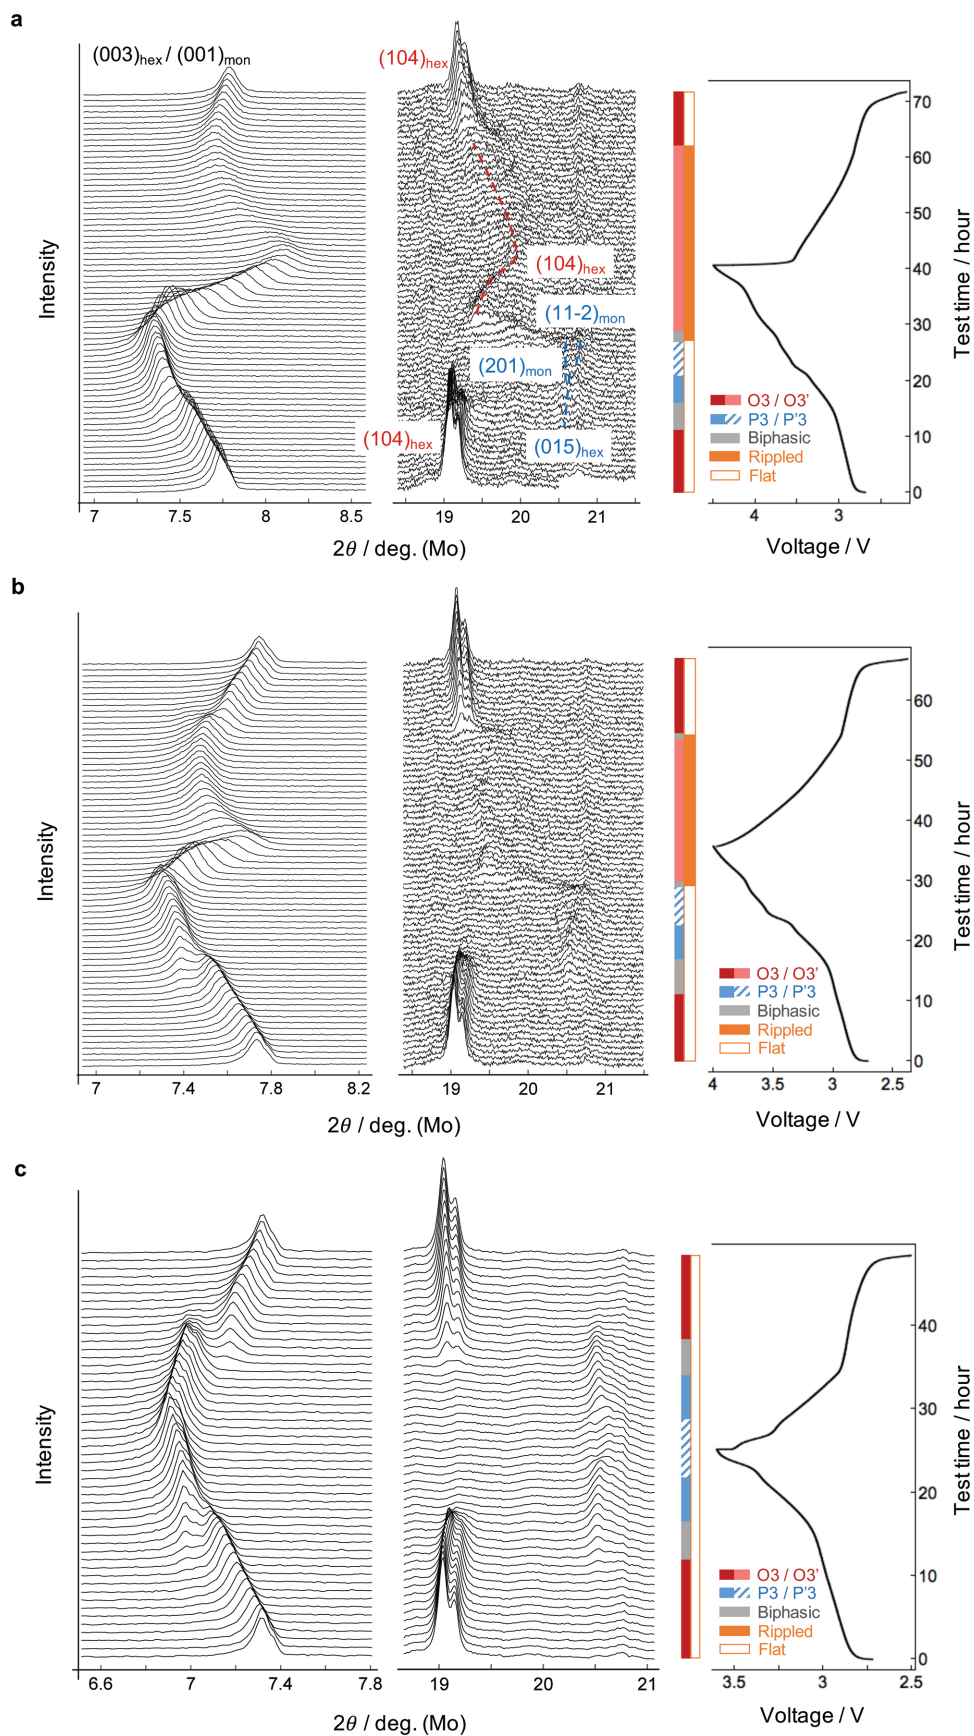 a
(003)hex / (001)mon
(104)hex
(104)hex
(11-2)mon
(201)mon
(104)hex
(015)hex
Intensity
7 7.5 8 8.5
19 20 21
2θ / deg. (Mo)
O3 / O3'
P3 / P'3
Biphasic
Rippled
Flat
70
60
50
40
30
20
10
0
Test time / hour
4 3
Voltage / V
b
Intensity
7 7.4 7.8 8.2
19 20 21
2θ / deg. (Mo)
O3 / O3'
P3 / P'3
Biphasic
Rippled
Flat
60
50
40
30
20
10
0
Test time / hour
4 3.5 3 2.5
Voltage / V
c
Intensity
6.6 7 7.4 7.8
19 20 21
2θ / deg. (Mo)
O3 / O3'
P3 / P'3
Biphasic
Rippled
Flat
40
30
20
10
0
Test time / hour
3.5 3 2.5
Voltage / V